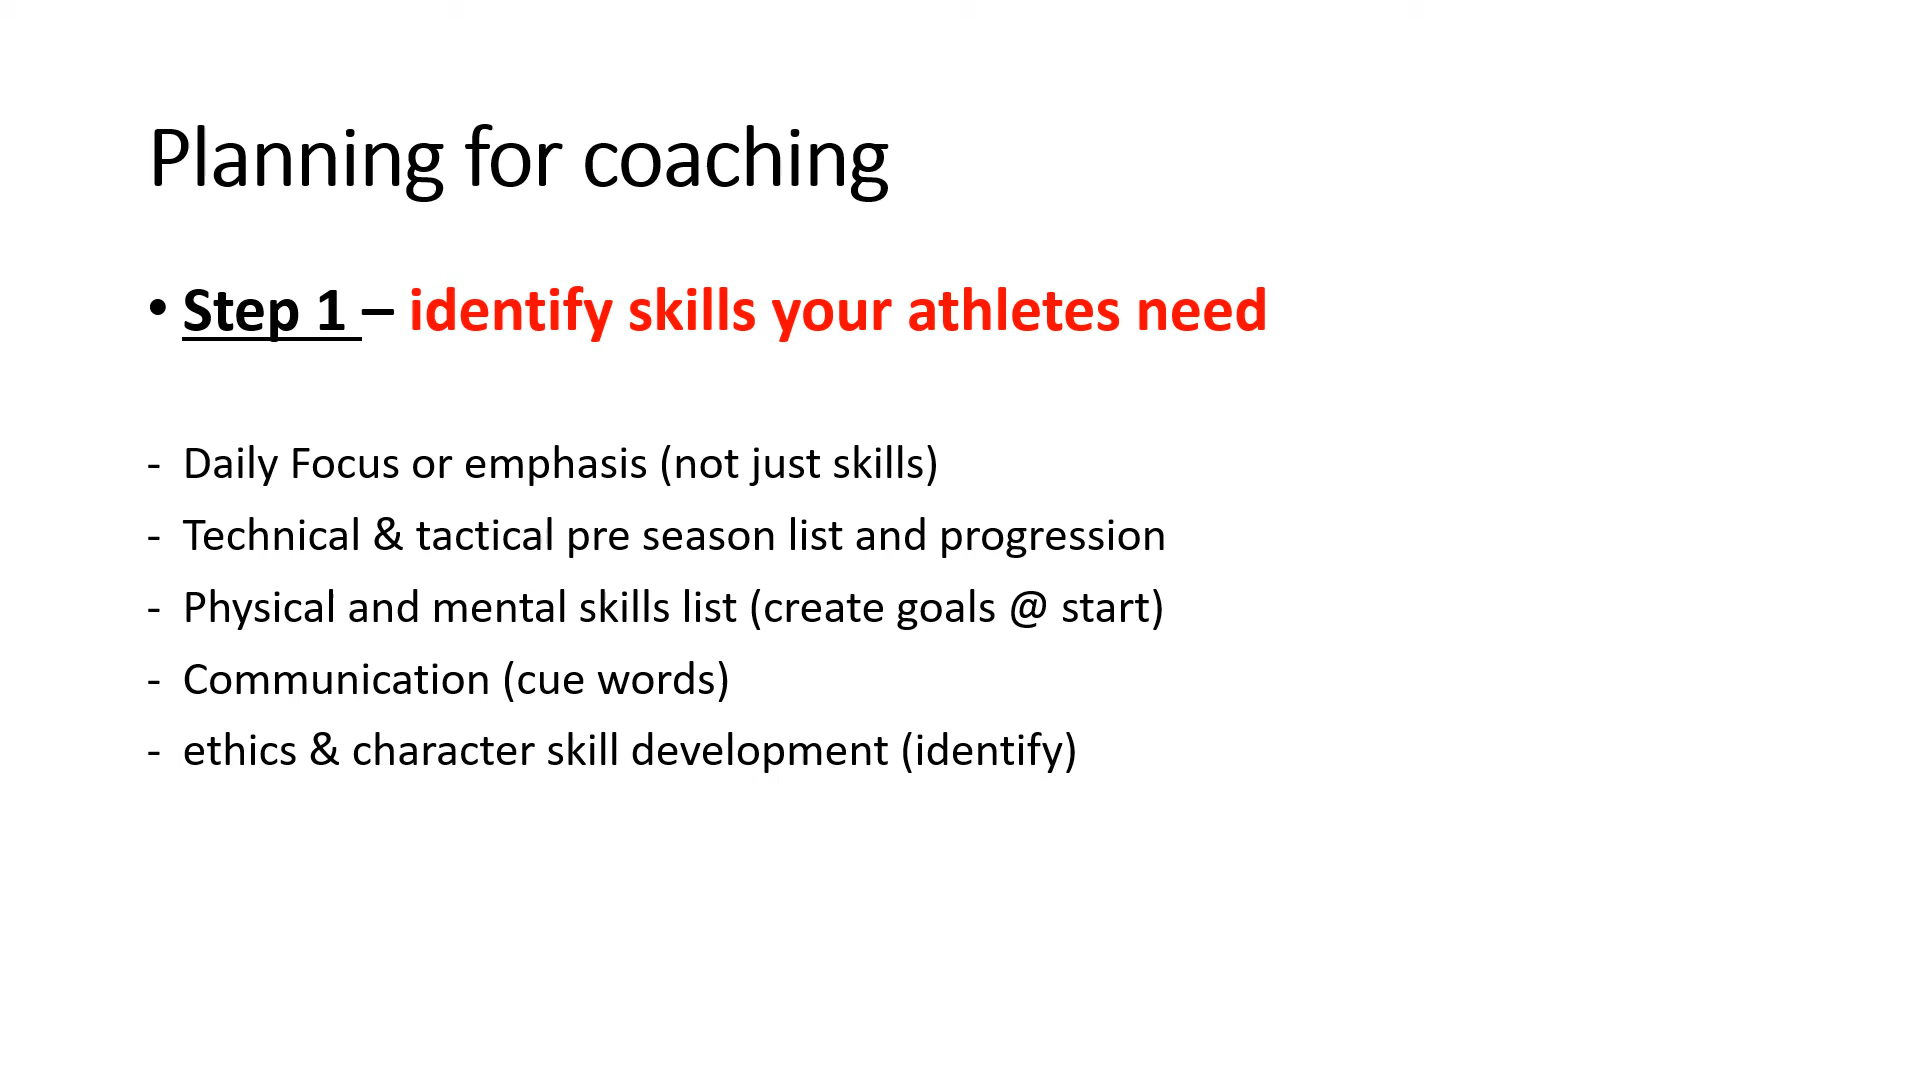 Planning for coaching
• Step 1 – identify skills your athletes need
- Daily Focus or emphasis (not just skills)
- Technical & tactical pre season list and progression
- Physical and mental skills list (create goals @ start)
- Communication (cue words)
- ethics & character skill development (identify)